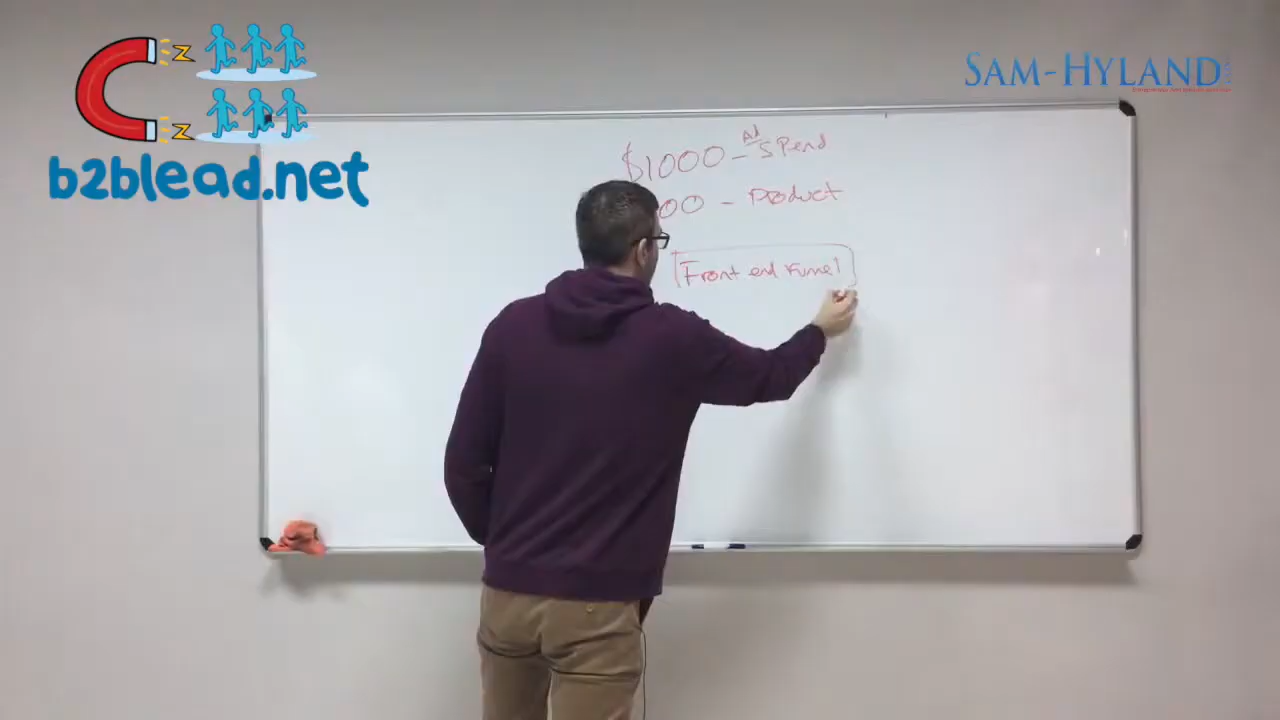 b2blead.net
SAM-HYLAND
$1000 - Ad Spend
00 - Product
Front end Funnel